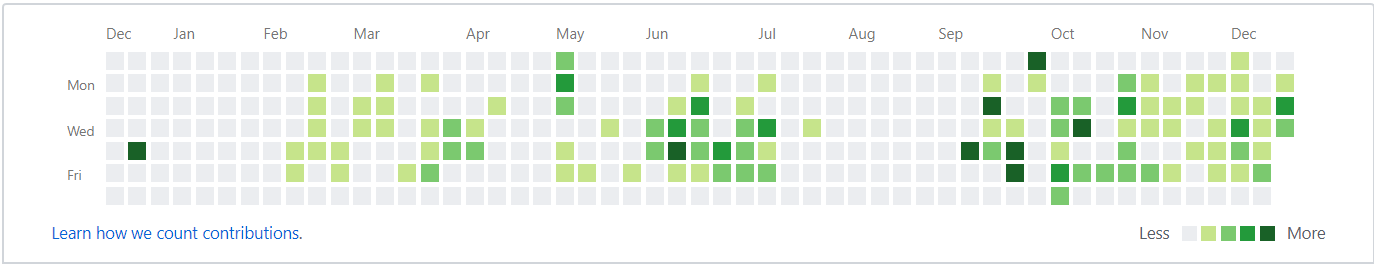 Dec Jan Feb Mar Apr May Jun Jul Aug Sep Oct Nov Dec
Mon
Wed
Fri
Learn how we count contributions. Less More